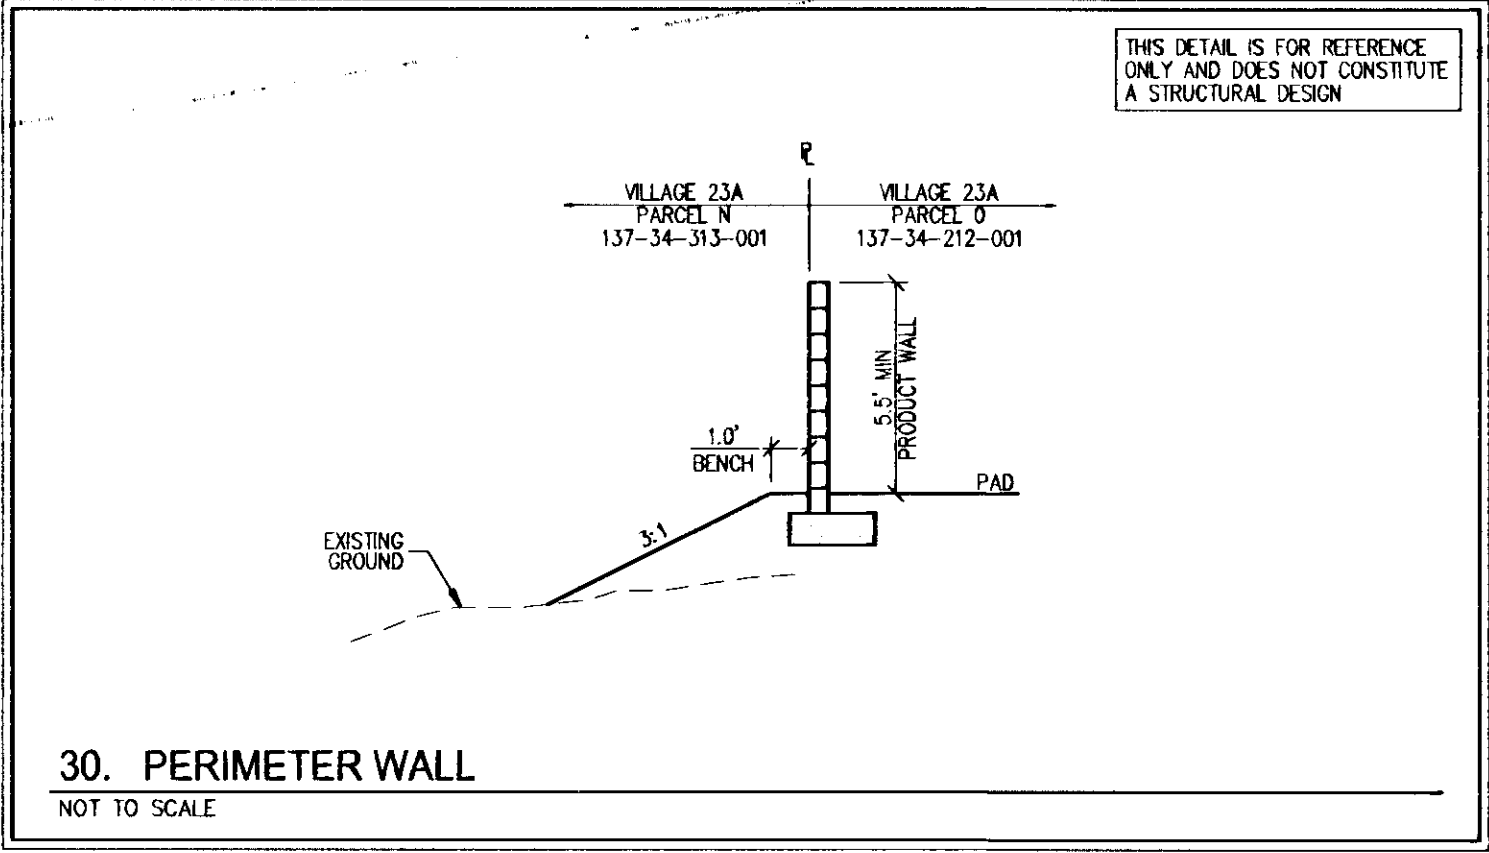 THIS DETAIL IS FOR REFERENCE
ONLY AND DOES NOT CONSTITUTE
A STRUCTURAL DESIGN
PL
VILLAGE 23A
PARCEL N
137-34-313-001
VILLAGE 23A
PARCEL O
137-34-212-001
5.5' MIN
PRODUCT WALL
1.0'
BENCH
PAD
3:1
EXISTING
GROUND
30. PERIMETER WALL
NOT TO SCALE